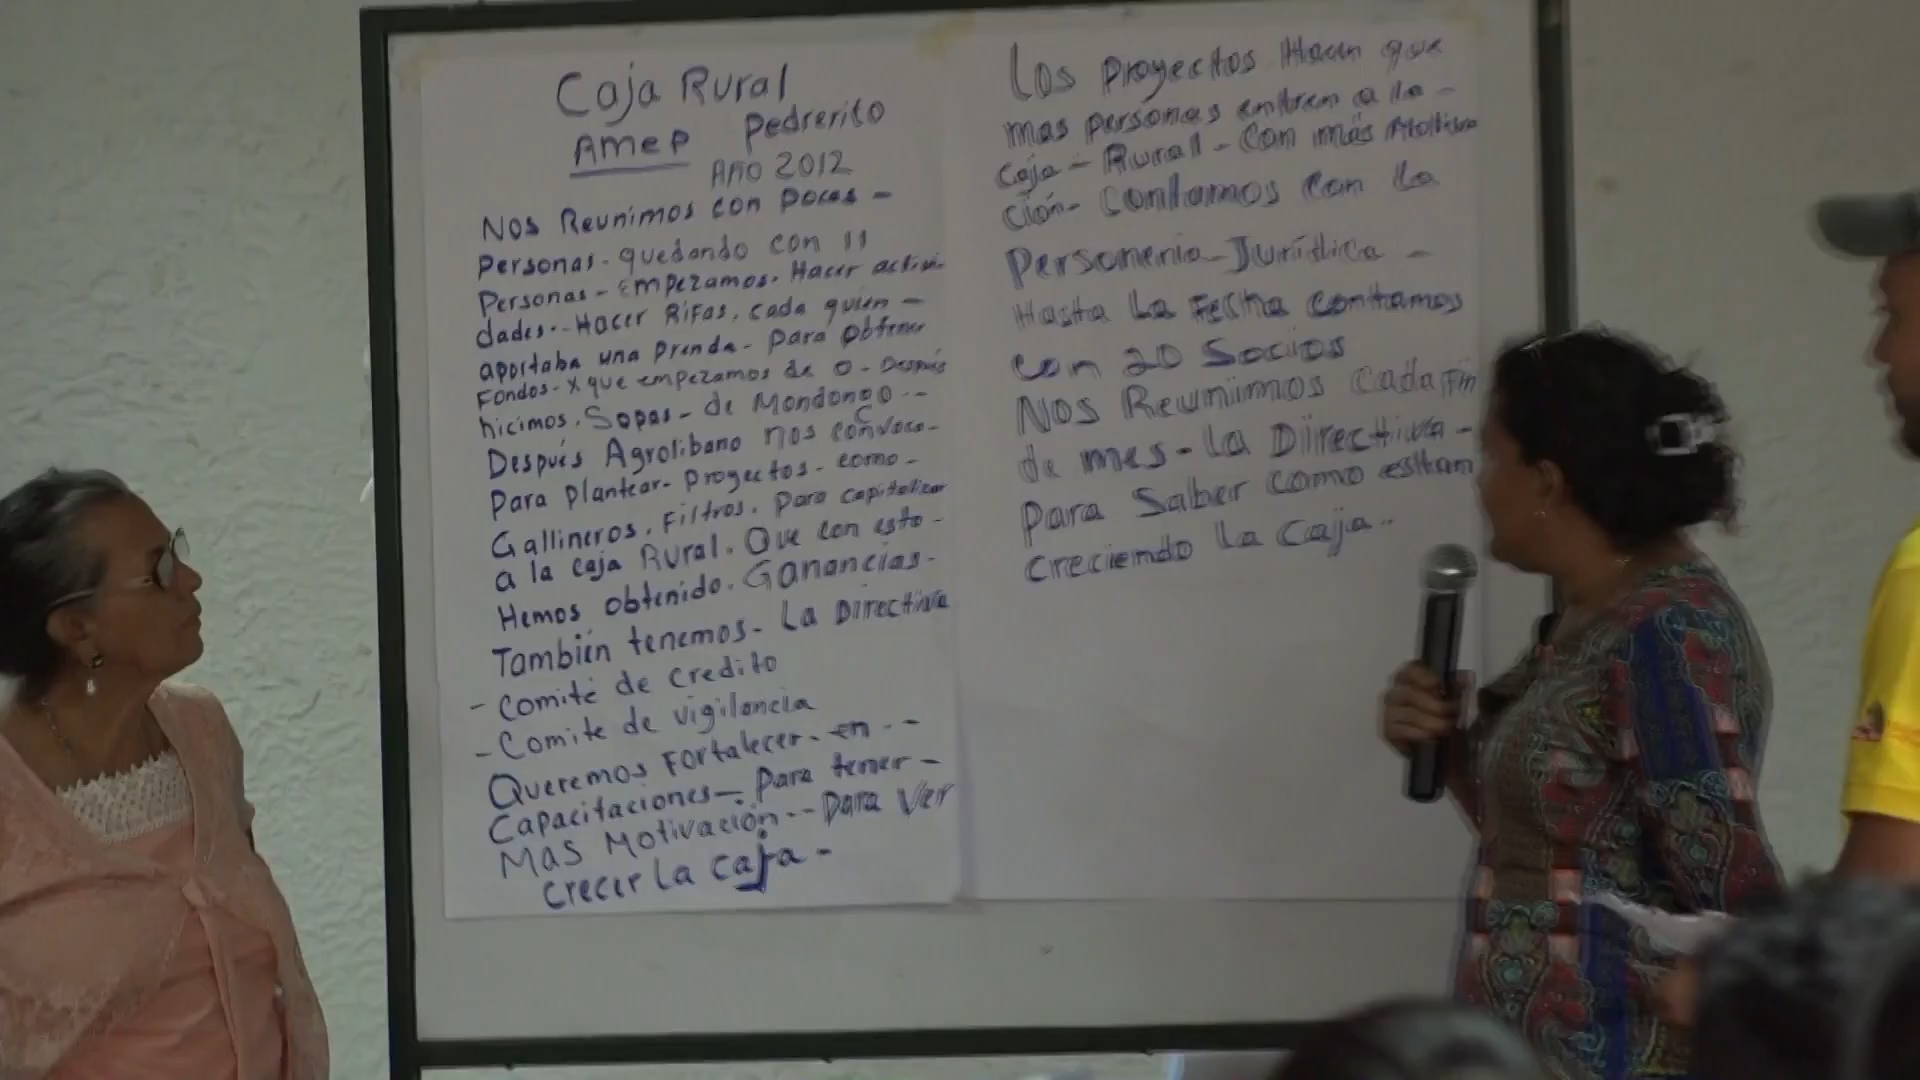 Caja Rural
AMEP Pedrerito
AÑO 2012
Nos Reunimos con Pocas -
Personas - quedando con 11
Personas - Empezamos. Hacer activi-
dades -- Hacer Rifas, cada quien -
aportaba una Prenda - Para obtener
Fondos - X que empezamos de 0 - Después
hicimos, Sopas - de Mondongo --
Después Agrolibano nos convoco -
Para Plantear - Proyectos - como -
Gallineros, Filtros, Para capitalizar
a la Caja Rural. Que con esto -
Hemos obtenido. Ganancias -
También tenemos - La Directiva
- Comité de Credito
- Comite de vigilancia
Queremos Fortalecer - en --
Capacitaciones - Para tener -
MAS Motivación -- Para Ver
Crecer La Caja -
Los Proyectos Hacen que
mas personas entren a la -
Caja - Rural - Con más Motiva
ción - Contamos Con la
Personeria - Jurídica -
Hasta La Fecha contamos
con 20 Socios
Nos Reunimos Cada Fin
de mes - La Directiva -
Para Saber como estam
creciendo la Caja --